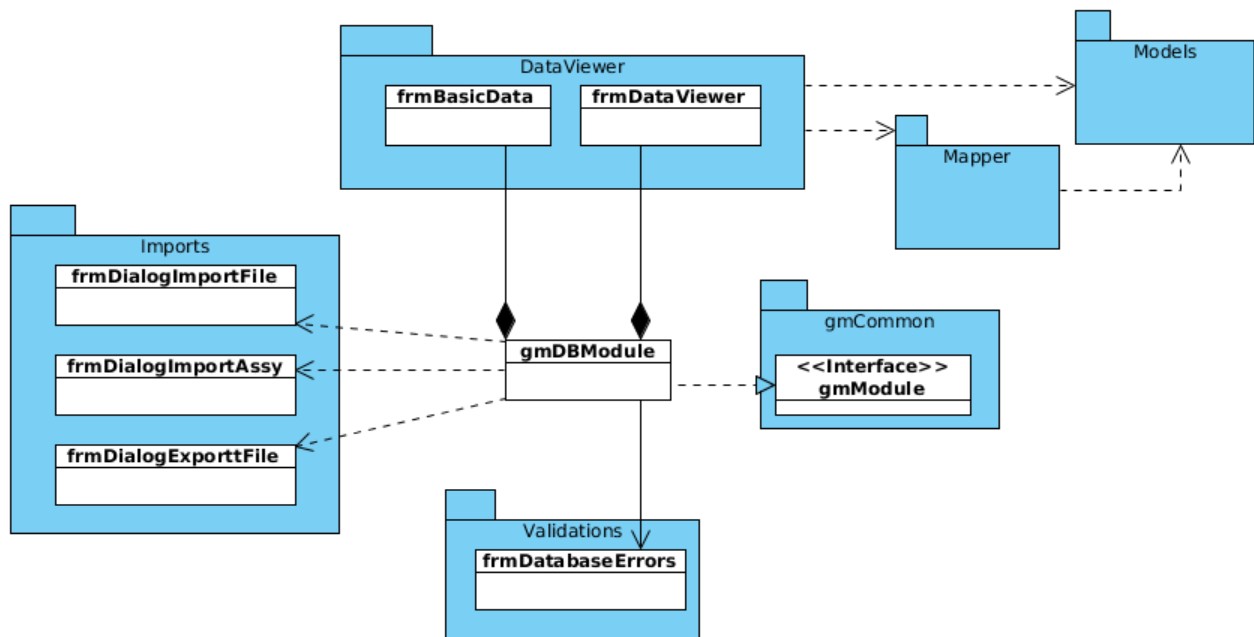 DataViewer
frmBasicData
frmDataViewer
Models
Mapper
Imports
frmDialogImportFile
frmDialogImportAssy
frmDialogExporttFile
gmDBModule
gmCommon
<<Interface>>
gmModule
Validations
frmDatabaseErrors